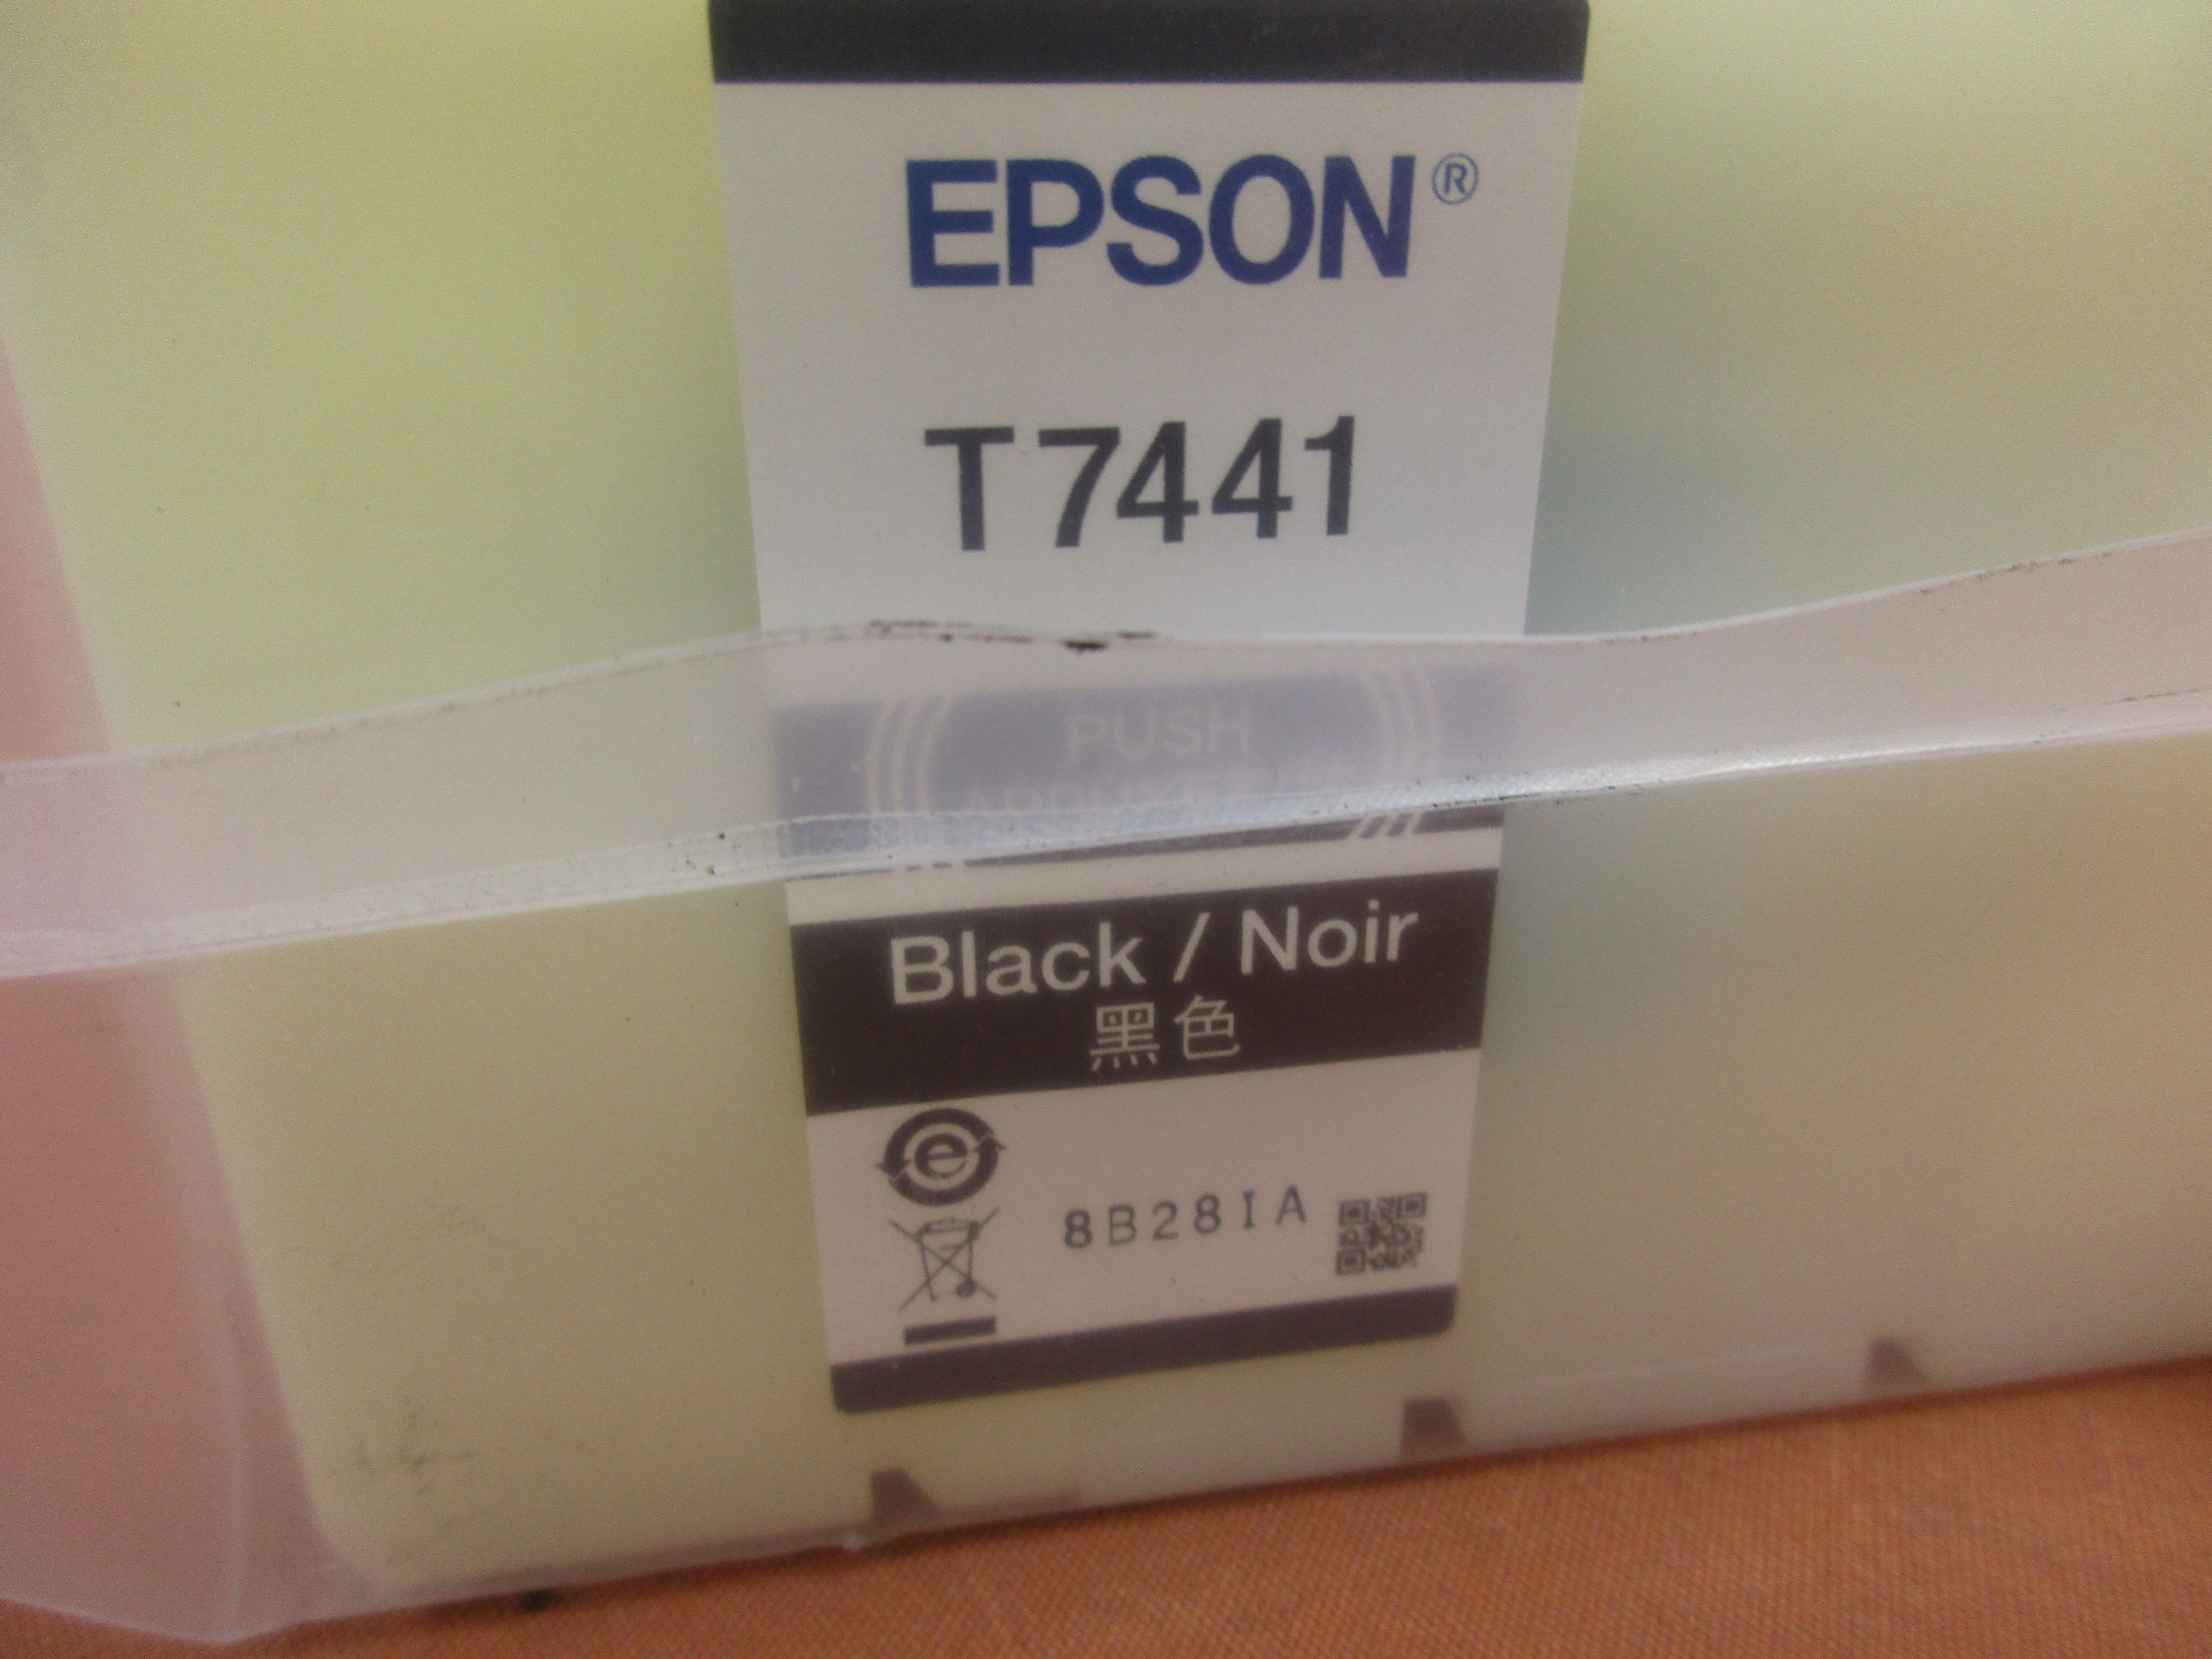 EPSON®
T7441
PUSH
Black / Noir
黑色
8B28IA